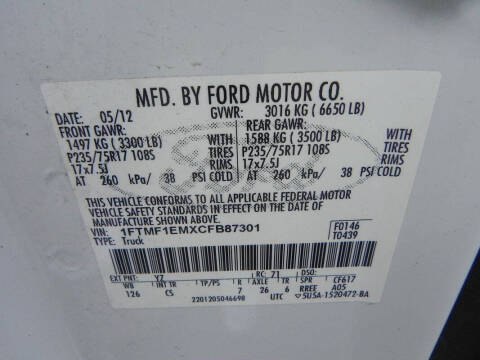 MFD. BY FORD MOTOR CO.
DATE: 05/12 GVWR: 3016 KG ( 6650 LB)
FRONT GAWR: WITH REAR GAWR: WITH
1497 KG ( 3300 LB) TIRES 1588 KG ( 3500 LB) TIRES
P235/75R17 108S RIMS P235/75R17 108S RIMS
17x7.5J 17x7.5J
AT 260 kPa/ 38 PSI COLD AT 260 kPa/ 38 PSI COLD
THIS VEHICLE CONFORMS TO ALL APPLICABLE FEDERAL MOTOR
VEHICLE SAFETY STANDARDS IN EFFECT ON THE DATE OF MANUFACTURE
SHOWN ABOVE.
VIN: 1FTMF1EMXCFB87301 F0146
TYPE: Truck T0439
EXT PNT: YZ RC: 71 DSO:
WB TR TP/PS R AX TR SPR CF617
126 CS 7 26 6 RREE A05
2201205046698 UTC 5U5A-1520472-BA